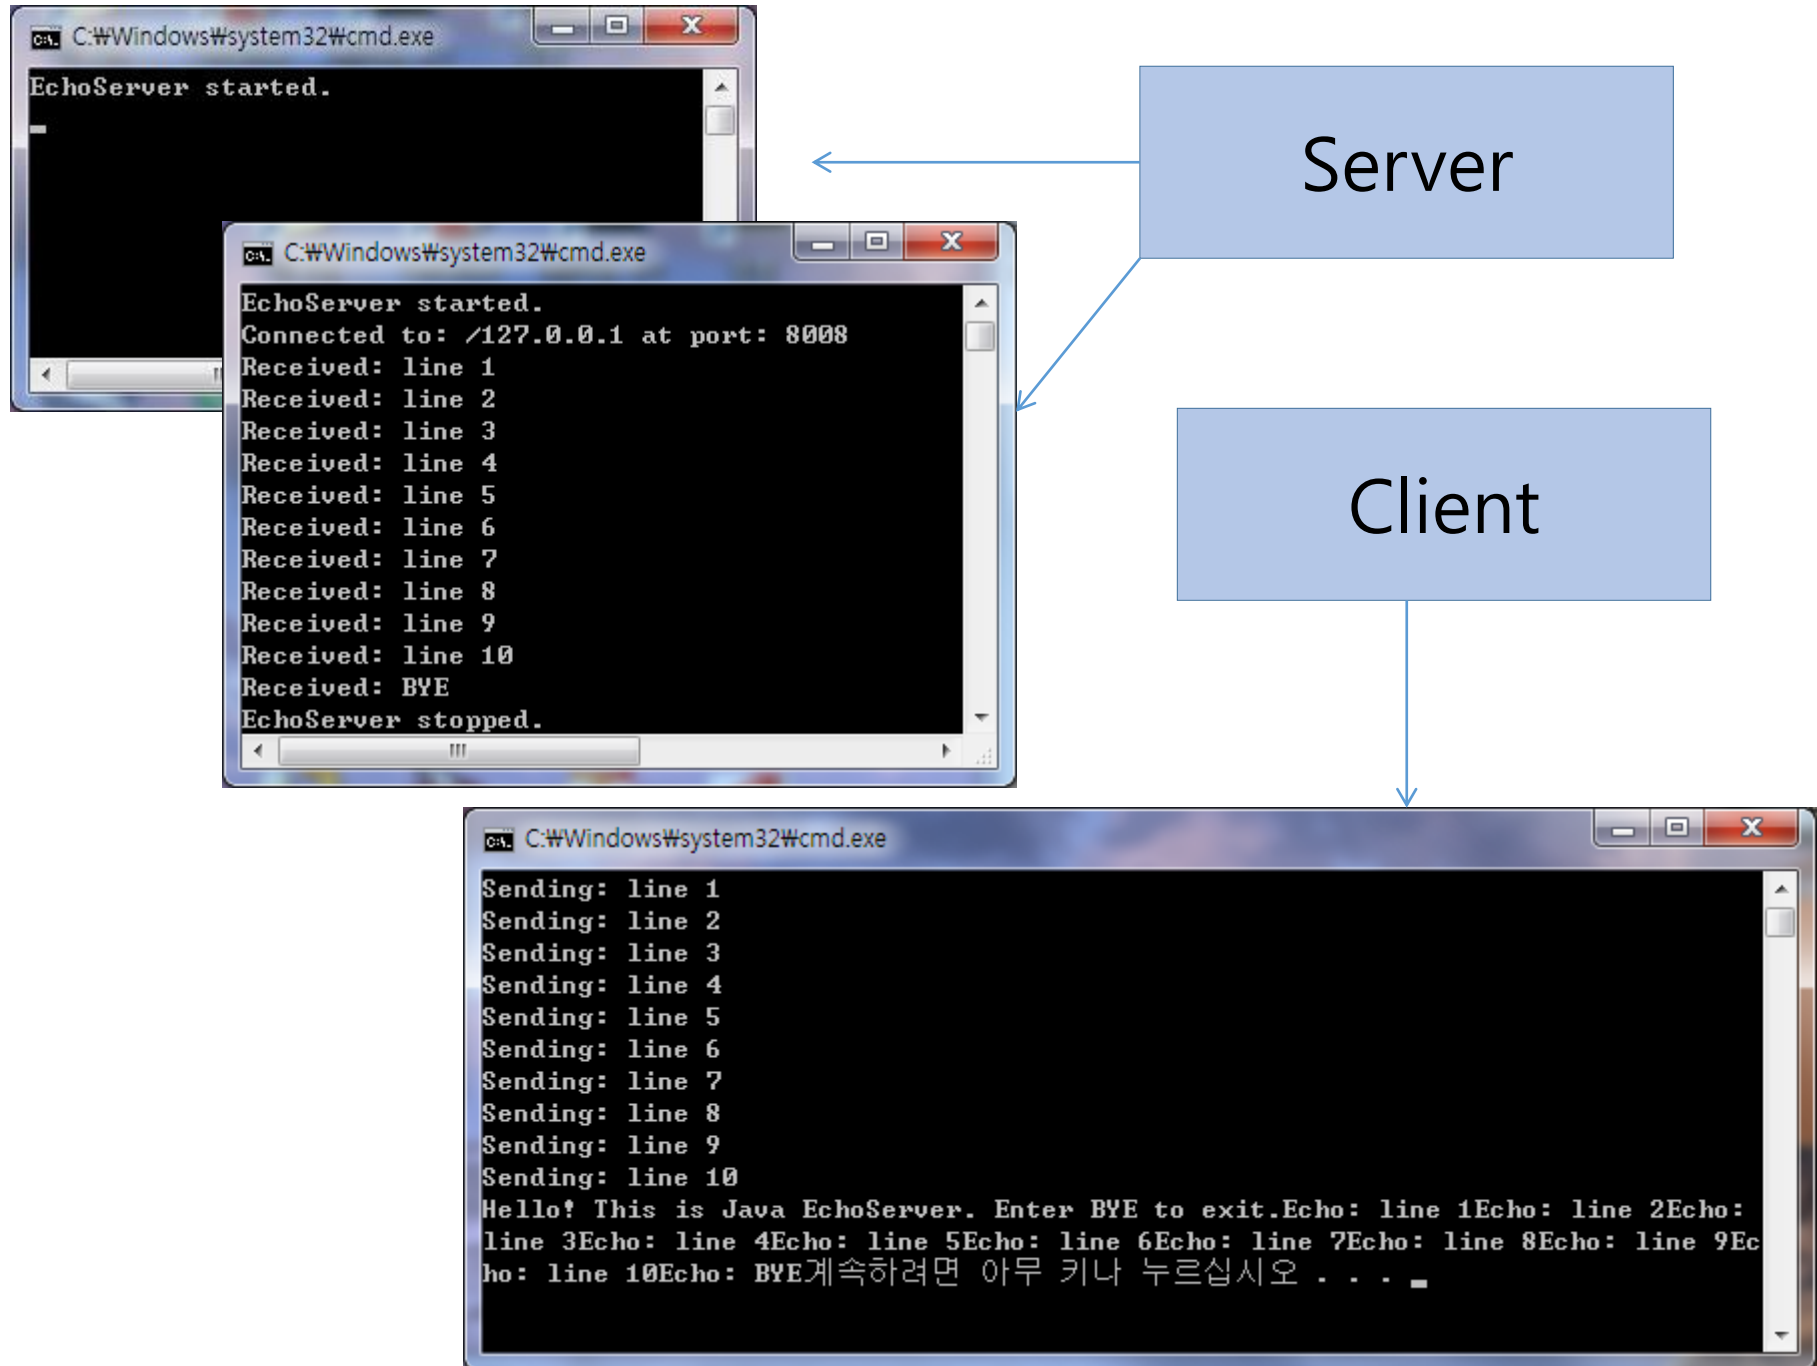 C:₩Windows₩system32₩cmd.exe
EchoServer started.
Server
C:₩Windows₩system32₩cmd.exe
EchoServer started.
Connected to: /127.0.0.1 at port: 8008
Received: line 1
Received: line 2
Received: line 3
Received: line 4
Received: line 5
Received: line 6
Received: line 7
Received: line 8
Received: line 9
Received: line 10
Received: BYE
EchoServer stopped.
Client
C:₩Windows₩system32₩cmd.exe
Sending: line 1
Sending: line 2
Sending: line 3
Sending: line 4
Sending: line 5
Sending: line 6
Sending: line 7
Sending: line 8
Sending: line 9
Sending: line 10
Hello! This is Java EchoServer. Enter BYE to exit.Echo: line 1Echo: line 2Echo:
line 3Echo: line 4Echo: line 5Echo: line 6Echo: line 7Echo: line 8Echo: line 9Ec
ho: line 10Echo: BYE계속하려면 아무 키나 누르십시오 . . . _